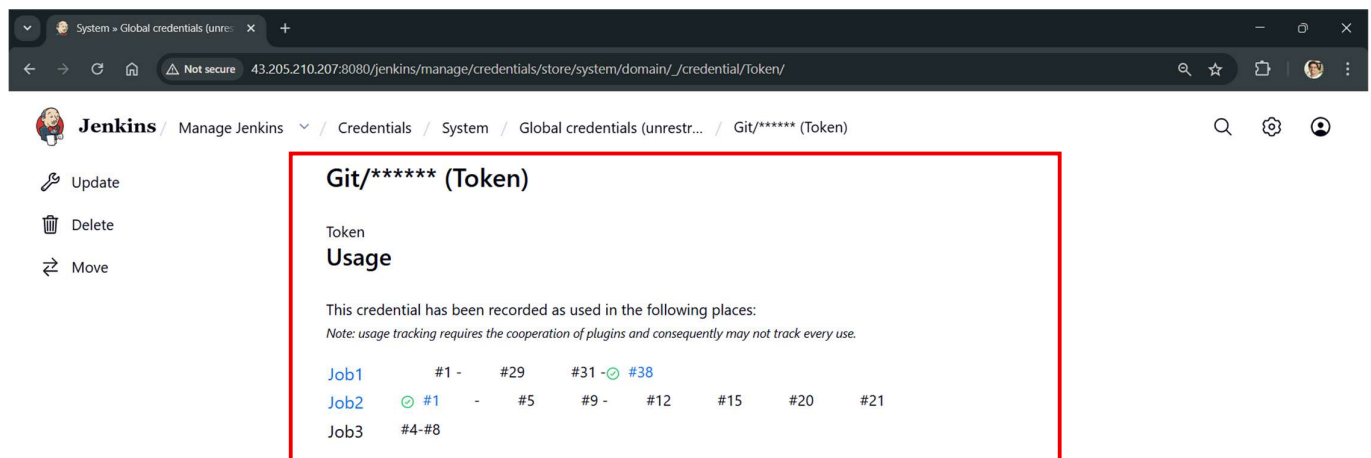 System » Global credentials (unres
Not secure 43.205.210.207:8080/jenkins/manage/credentials/store/system/domain/_/credential/Token/
Jenkins / Manage Jenkins / Credentials / System / Global credentials (unrestr... / Git/****** (Token)
Update
Delete
Move
Git/****** (Token)
Token
Usage
This credential has been recorded as used in the following places:
Note: usage tracking requires the cooperation of plugins and consequently may not track every use.
Job1 #1 - #29 #31 - #38
Job2 #1 - #5 #9 - #12 #15 #20 #21
Job3 #4-#8